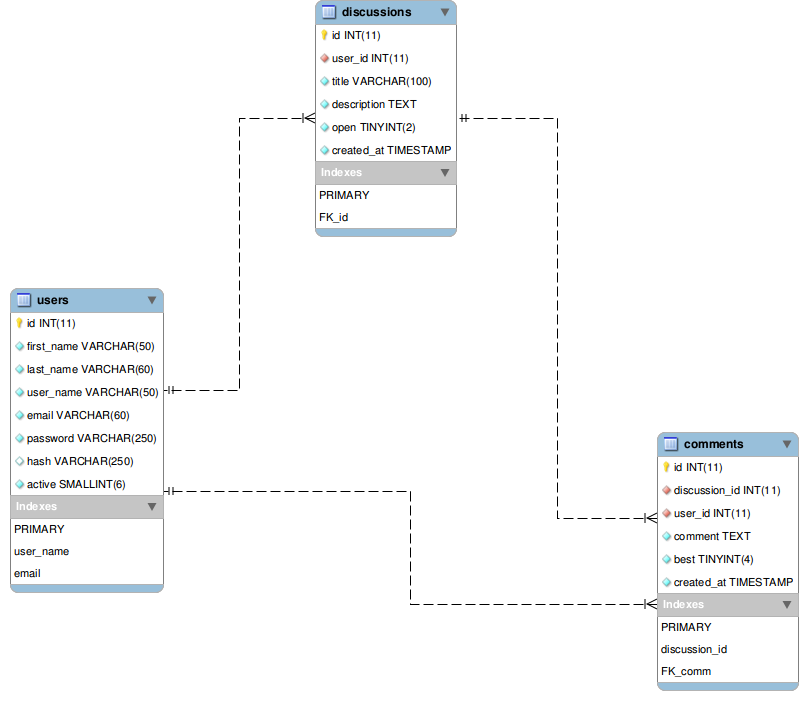 discussions
id INT(11)
user_id INT(11)
title VARCHAR(100)
description TEXT
open TINYINT(2)
created_at TIMESTAMP
Indexes
PRIMARY
FK_id
users
id INT(11)
first_name VARCHAR(50)
last_name VARCHAR(60)
user_name VARCHAR(50)
email VARCHAR(60)
password VARCHAR(250)
hash VARCHAR(250)
active SMALLINT(6)
Indexes
PRIMARY
user_name
email
comments
id INT(11)
discussion_id INT(11)
user_id INT(11)
comment TEXT
best TINYINT(4)
created_at TIMESTAMP
Indexes
PRIMARY
discussion_id
FK_comm